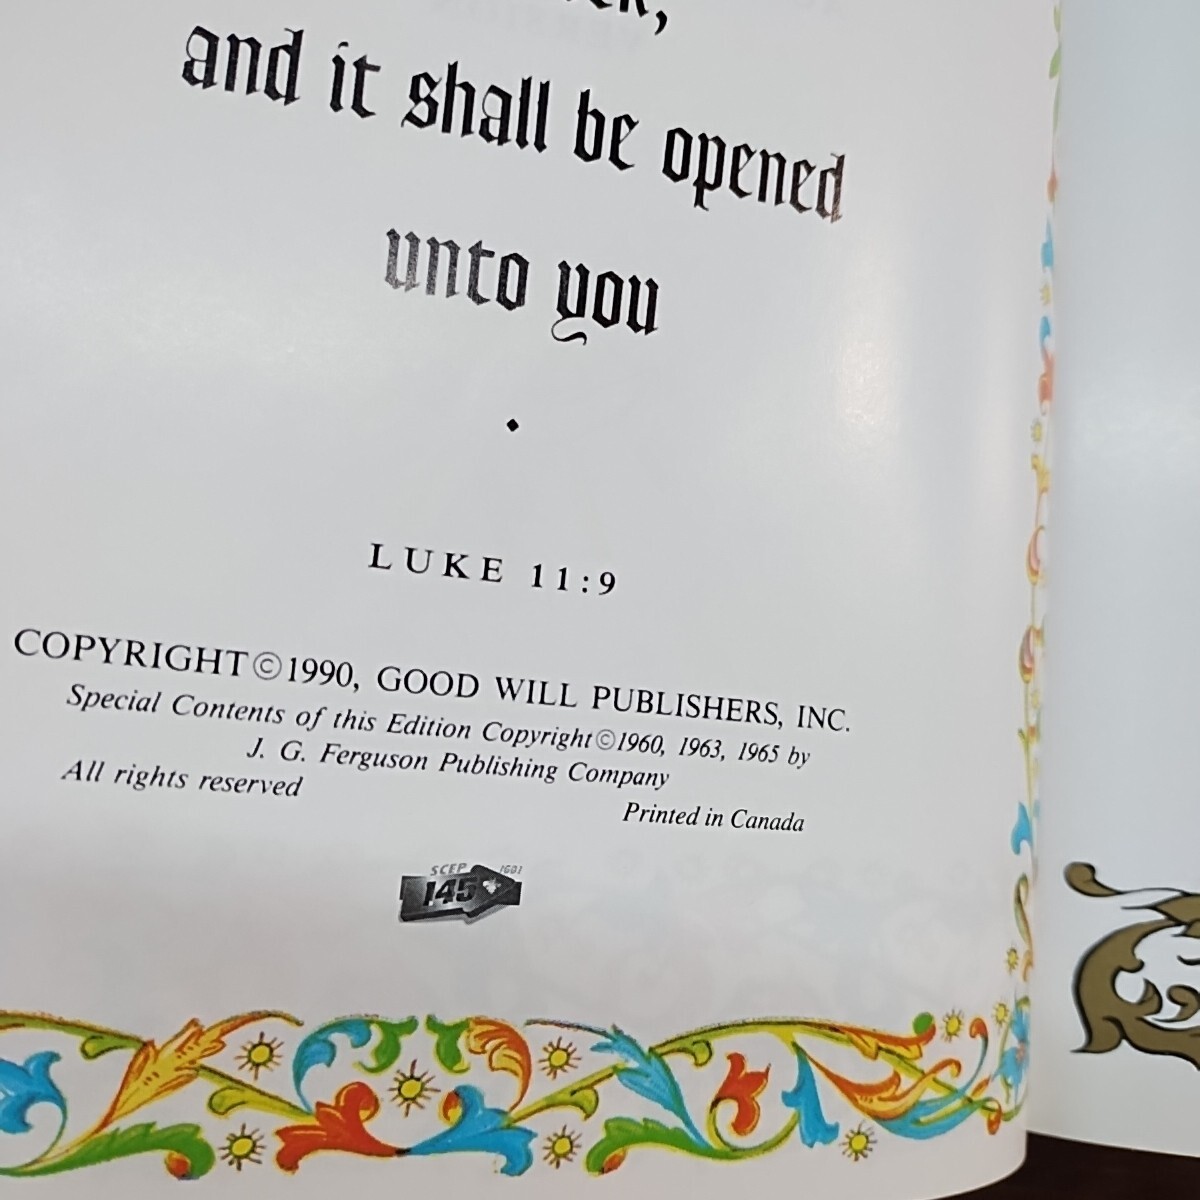 and it shall be opened
unto you
LUKE 11:9
COPYRIGHT©1990, GOOD WILL PUBLISHERS, INC.
Special Contents of this Edition Copyright©1960, 1963, 1965 by
J. G. Ferguson Publishing Company
All rights reserved
Printed in Canada
SCEP
145